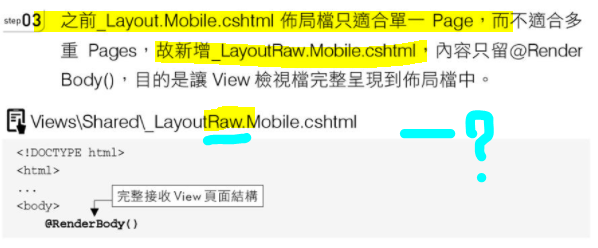 step03 之前_Layout.Mobile.cshtml 佈局檔只適合單一 Page,而不適合多
重 Pages,故新增_LayoutRaw.Mobile.cshtml,內容只留@Render
Body(),目的是讓 View 檢視檔完整呈現到佈局檔中。
Views\Shared\_LayoutRaw.Mobile.cshtml
— ?
<!DOCTYPE html>
<html>
...
<body>
完整接收 View 頁面結構
@RenderBody()